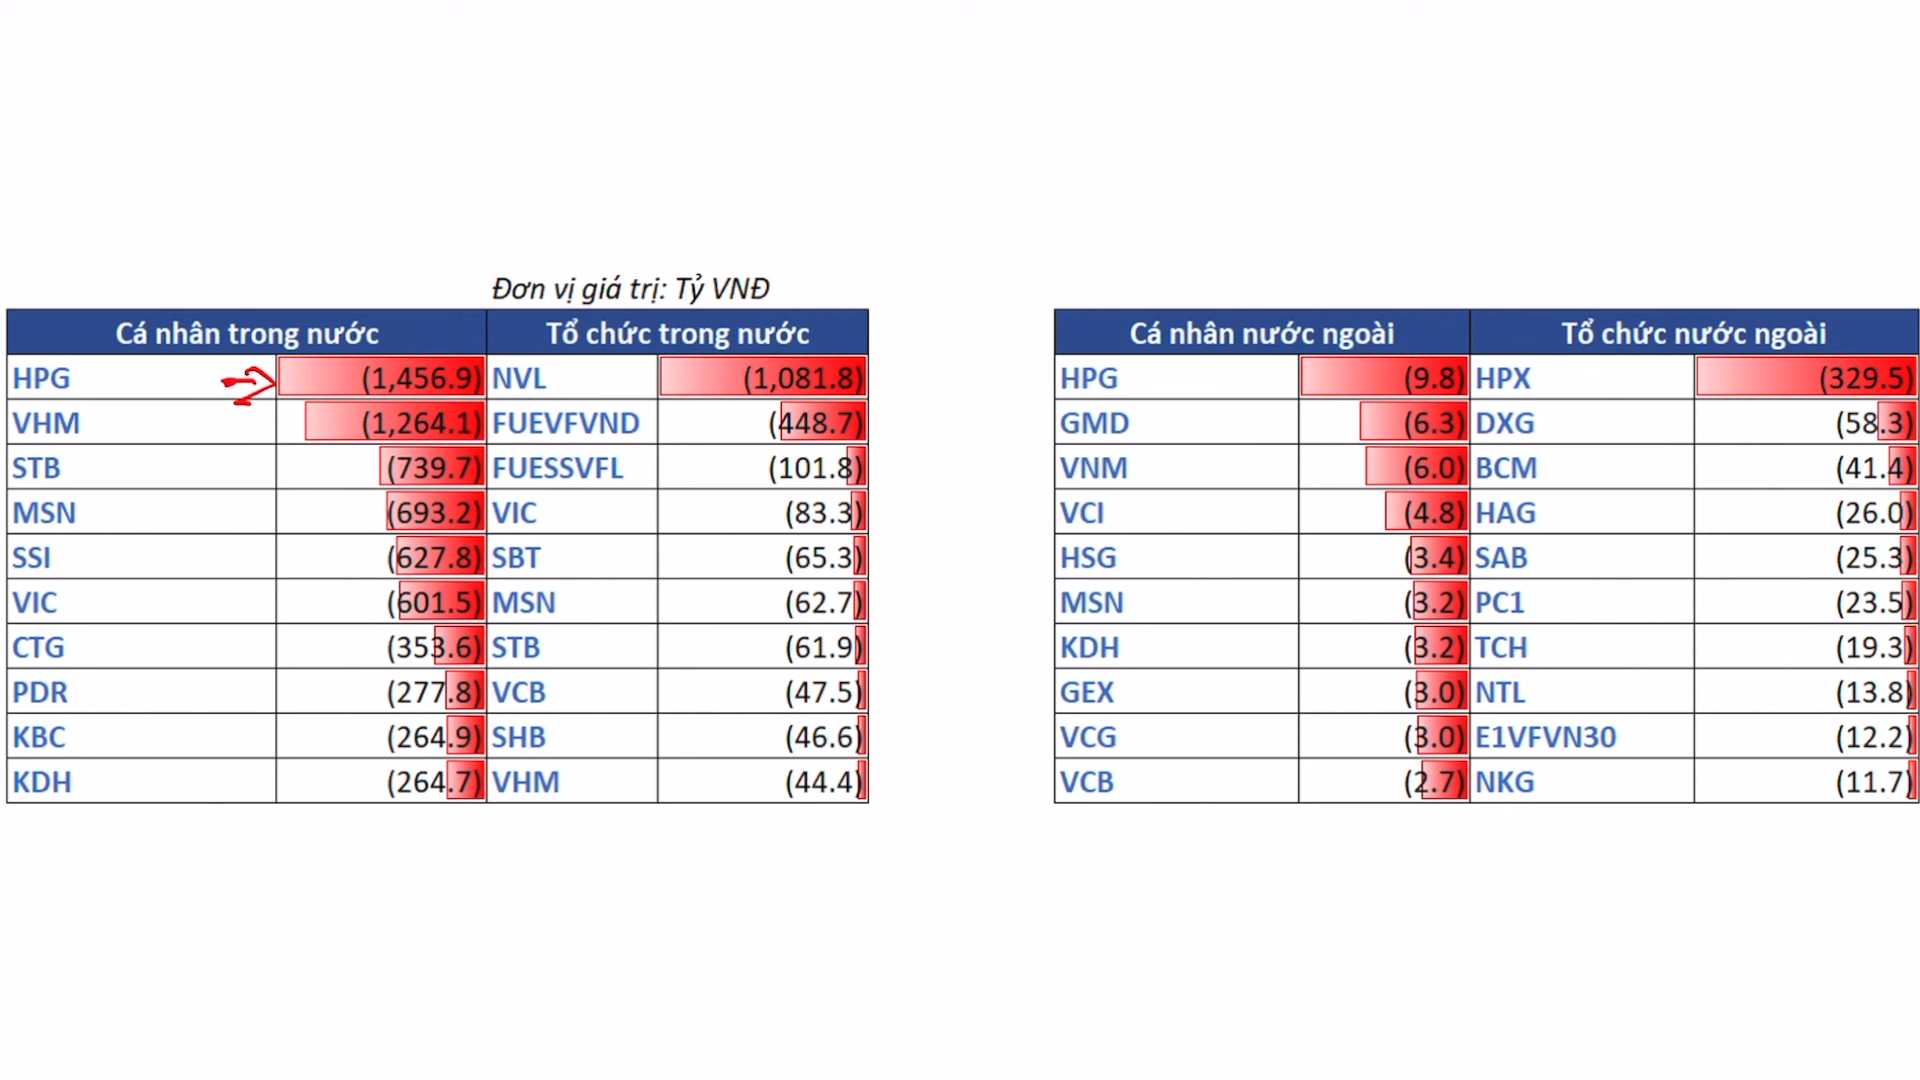 Đơn vị giá trị: Tỷ VNĐ
Cá nhân trong nước Tổ chức trong nước
HPG (1,456.9) NVL (1,081.8)
VHM (1,264.1) FUEVFVND (448.7)
STB (739.7) FUESSVFL (101.8)
MSN (693.2) VIC (83.3)
SSI (627.8) SBT (65.3)
VIC (601.5) MSN (62.7)
CTG (353.6) STB (61.9)
PDR (277.8) VCB (47.5)
KBC (264.9) SHB (46.6)
KDH (264.7) VHM (44.4)
Cá nhân nước ngoài Tổ chức nước ngoài
HPG (9.8) HPX (329.5)
GMD (6.3) DXG (58.3)
VNM (6.0) BCM (41.4)
VCI (4.8) HAG (26.0)
HSG (3.4) SAB (25.3)
MSN (3.2) PC1 (23.5)
KDH (3.2) TCH (19.3)
GEX (3.0) NTL (13.8)
VCG (3.0) E1VFVN30 (12.2)
VCB (2.7) NKG (11.7)